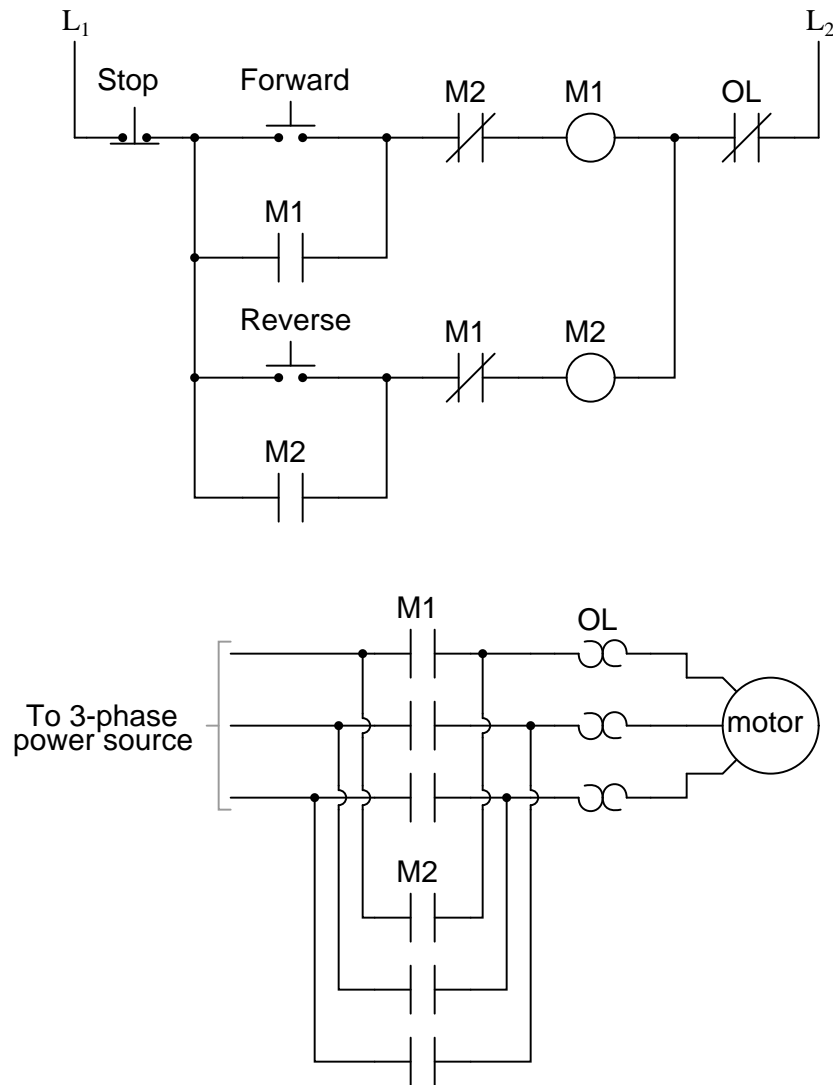 L1 L2
Stop Forward M2 M1 OL
M1
Reverse M1 M2
M2
M1 OL
To 3-phase
power source
motor
M2